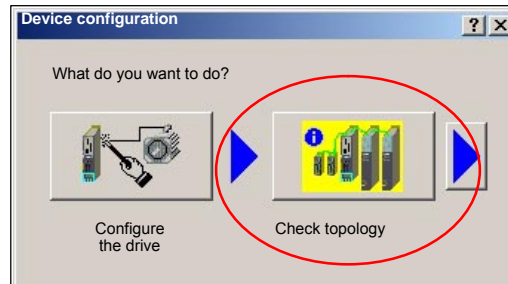 Device configuration
?
What do you want to do?
i
Configure
the drive
Check topology